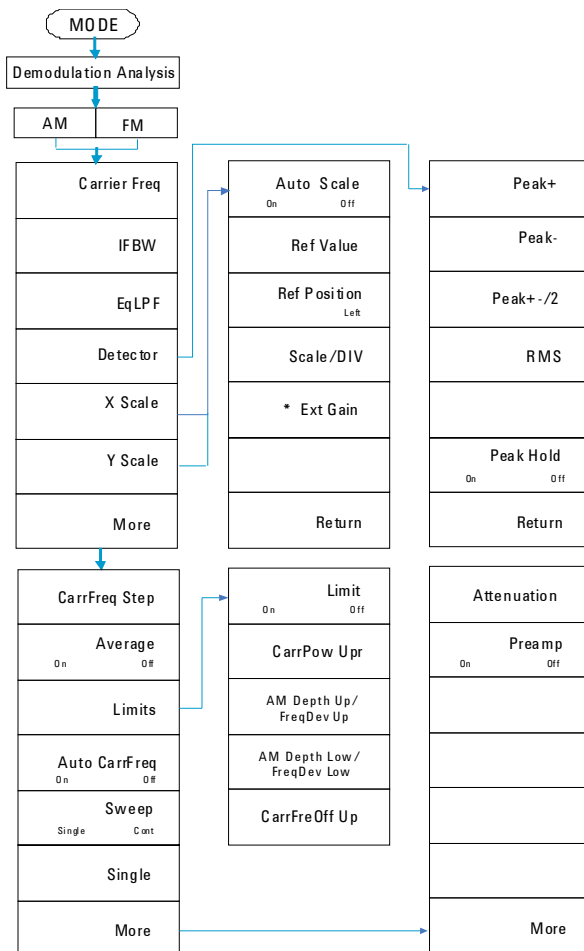 MODE
Demodulation Analysis
AM FM
Carrier Freq
IFBW
EqLPF
Detector
X Scale
Y Scale
More
Auto Scale
On Off
Ref Value
Ref Position
Left
Scale/DIV
* Ext Gain
Return
Peak+
Peak-
Peak+-/2
RMS
Peak Hold
On Off
Return
CarrFreq Step
Average
On Off
Limits
Auto CarrFreq
On Off
Sweep
Single Cont
Single
More
Limit
On Off
CarrPow Upr
AM Depth Up/
FreqDev Up
AM Depth Low/
FreqDev Low
CarrFreOff Up
Attenuation
Preamp
On Off
More